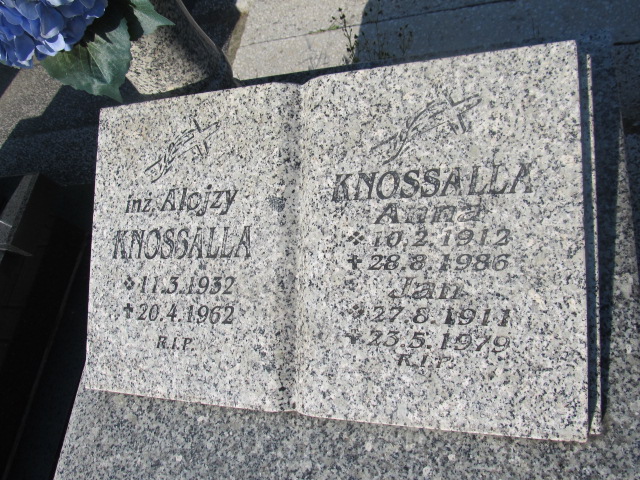 inż. Alojzy
KNOSSALLA
* 11.3.1932
✝ 20.4.1962
R.I.P.
KNOSSALLA
Anna
* 10.2.1912
✝ 28.8.1986
Jan
* 27.8.1911
✝ 23.5.1979
R.I.P.